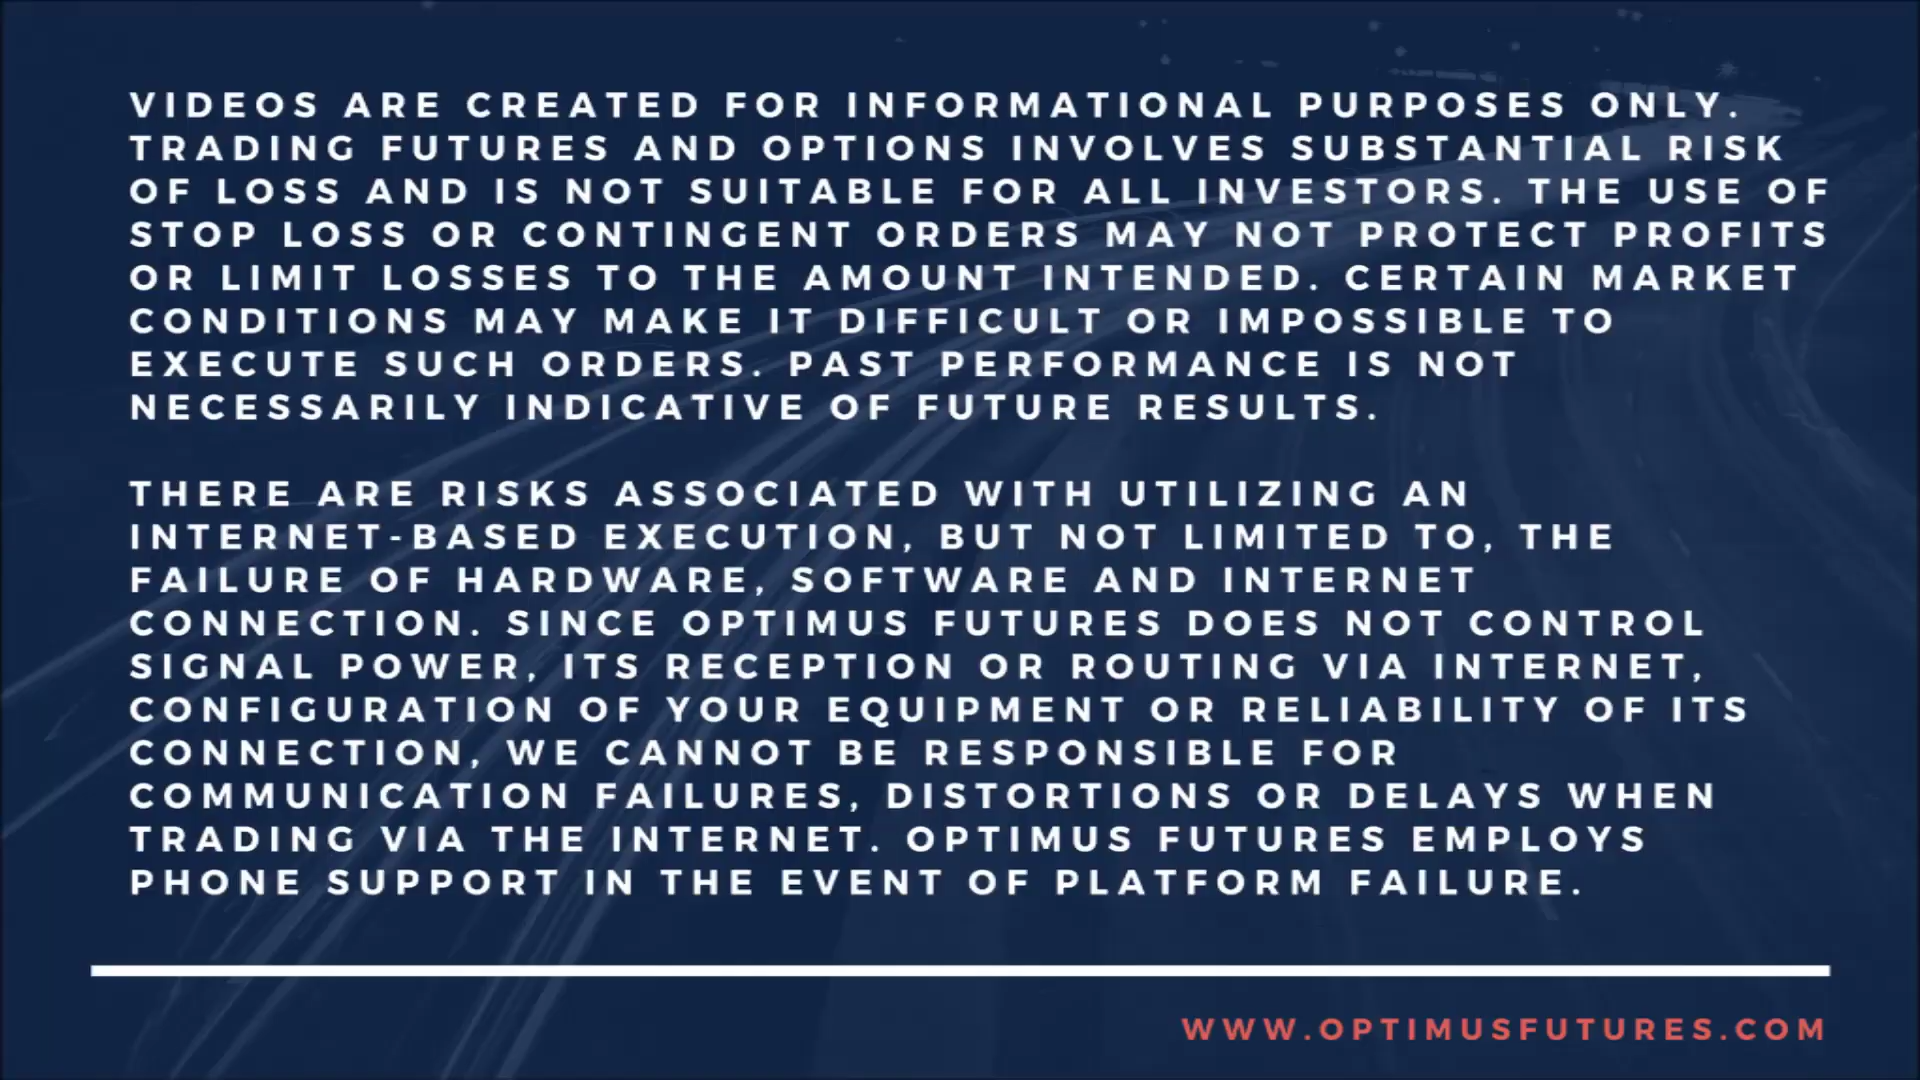 VIDEOS ARE CREATED FOR INFORMATIONAL PURPOSES ONLY.
TRADING FUTURES AND OPTIONS INVOLVES SUBSTANTIAL RISK
OF LOSS AND IS NOT SUITABLE FOR ALL INVESTORS. THE USE OF
STOP LOSS OR CONTINGENT ORDERS MAY NOT PROTECT PROFITS
OR LIMIT LOSSES TO THE AMOUNT INTENDED. CERTAIN MARKET
CONDITIONS MAY MAKE IT DIFFICULT OR IMPOSSIBLE TO
EXECUTE SUCH ORDERS. PAST PERFORMANCE IS NOT
NECESSARILY INDICATIVE OF FUTURE RESULTS.
THERE ARE RISKS ASSOCIATED WITH UTILIZING AN
INTERNET-BASED EXECUTION, BUT NOT LIMITED TO, THE
FAILURE OF HARDWARE, SOFTWARE AND INTERNET
CONNECTION. SINCE OPTIMUS FUTURES DOES NOT CONTROL
SIGNAL POWER, ITS RECEPTION OR ROUTING VIA INTERNET,
CONFIGURATION OF YOUR EQUIPMENT OR RELIABILITY OF ITS
CONNECTION, WE CANNOT BE RESPONSIBLE FOR
COMMUNICATION FAILURES, DISTORTIONS OR DELAYS WHEN
TRADING VIA THE INTERNET. OPTIMUS FUTURES EMPLOYS
PHONE SUPPORT IN THE EVENT OF PLATFORM FAILURE.
WWW.OPTIMUSFUTURES.COM